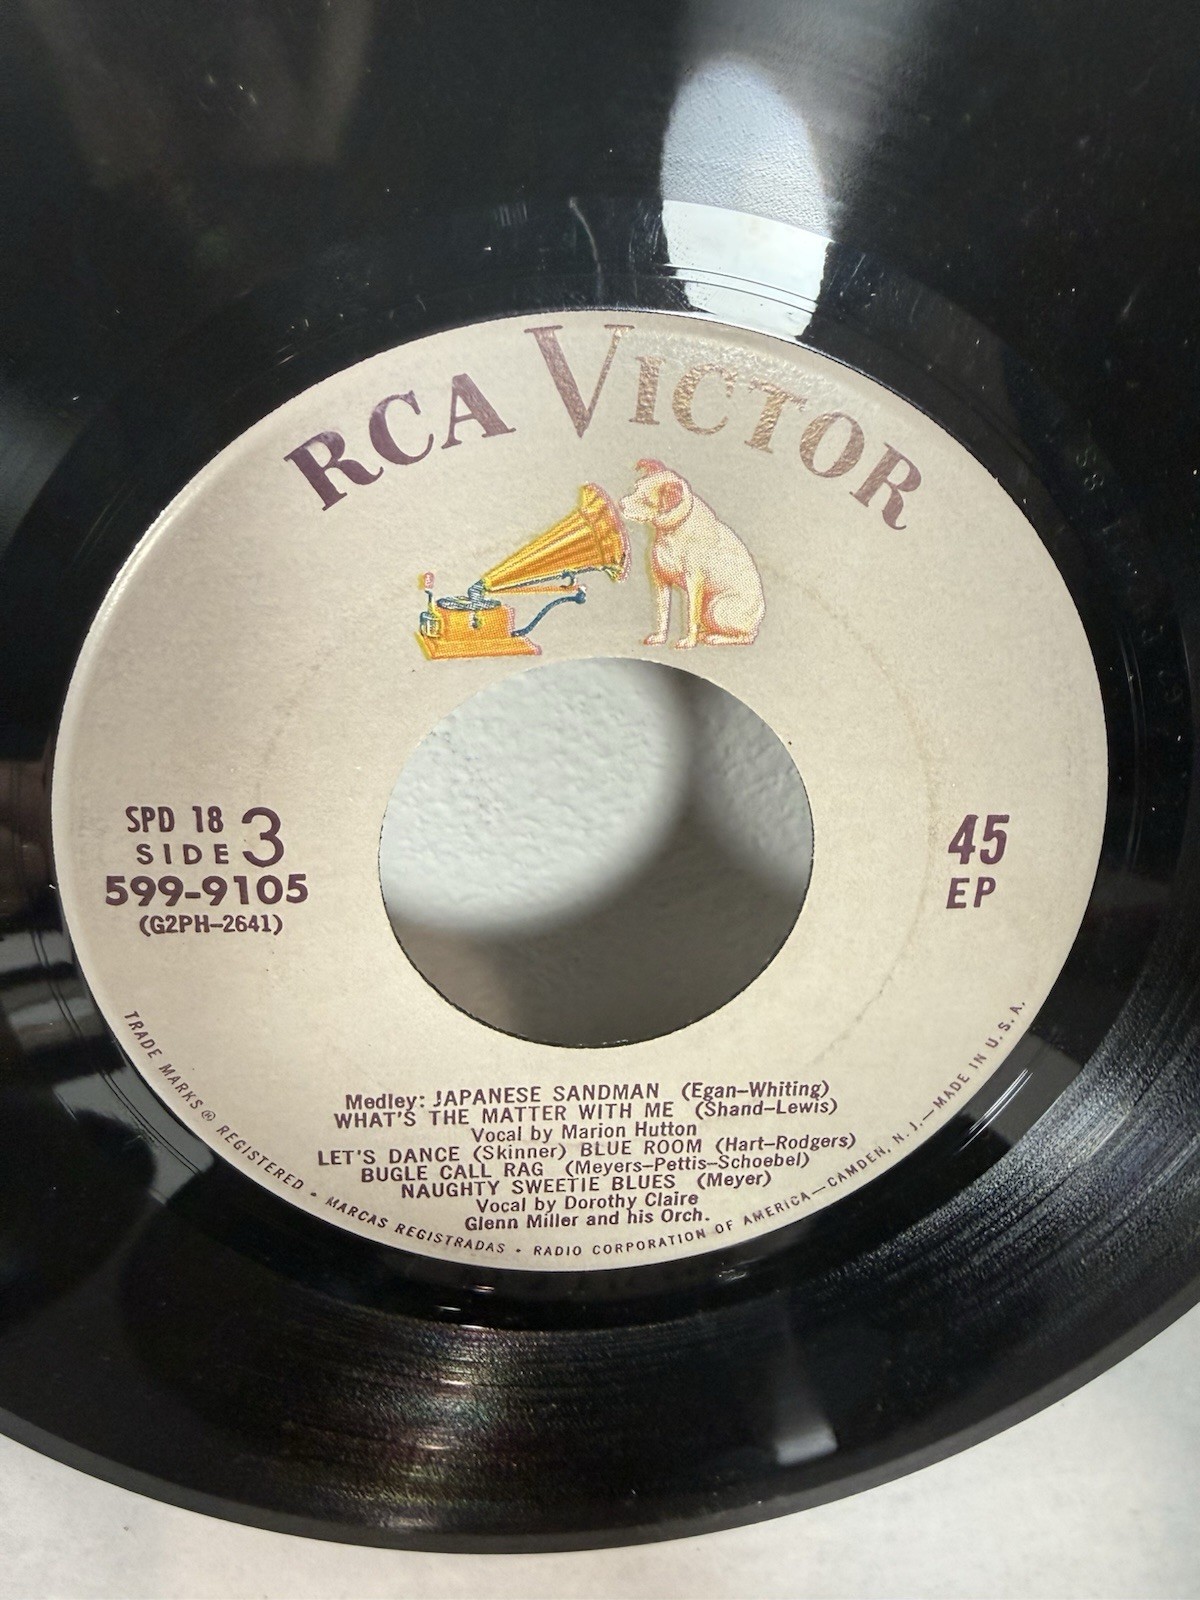 RCA VICTOR
SPD 18
SIDE 3
599-9105
(G2PH-2641)
45
EP
Medley: JAPANESE SANDMAN (Egan-Whiting)
WHAT'S THE MATTER WITH ME (Shand-Lewis)
Vocal by Marion Hutton
LET'S DANCE (Skinner) BLUE ROOM (Hart-Rodgers)
BUGLE CALL RAG (Meyers-Pettis-Schoebel)
NAUGHTY SWEETIE BLUES (Meyer)
Vocal by Dorothy Claire
Glenn Miller and his Orch.
TRADE MARKS ® REGISTERED • MARCAS REGISTRADAS • RADIO CORPORATION OF AMERICA—CAMDEN, N. J.—MADE IN U. S. A.